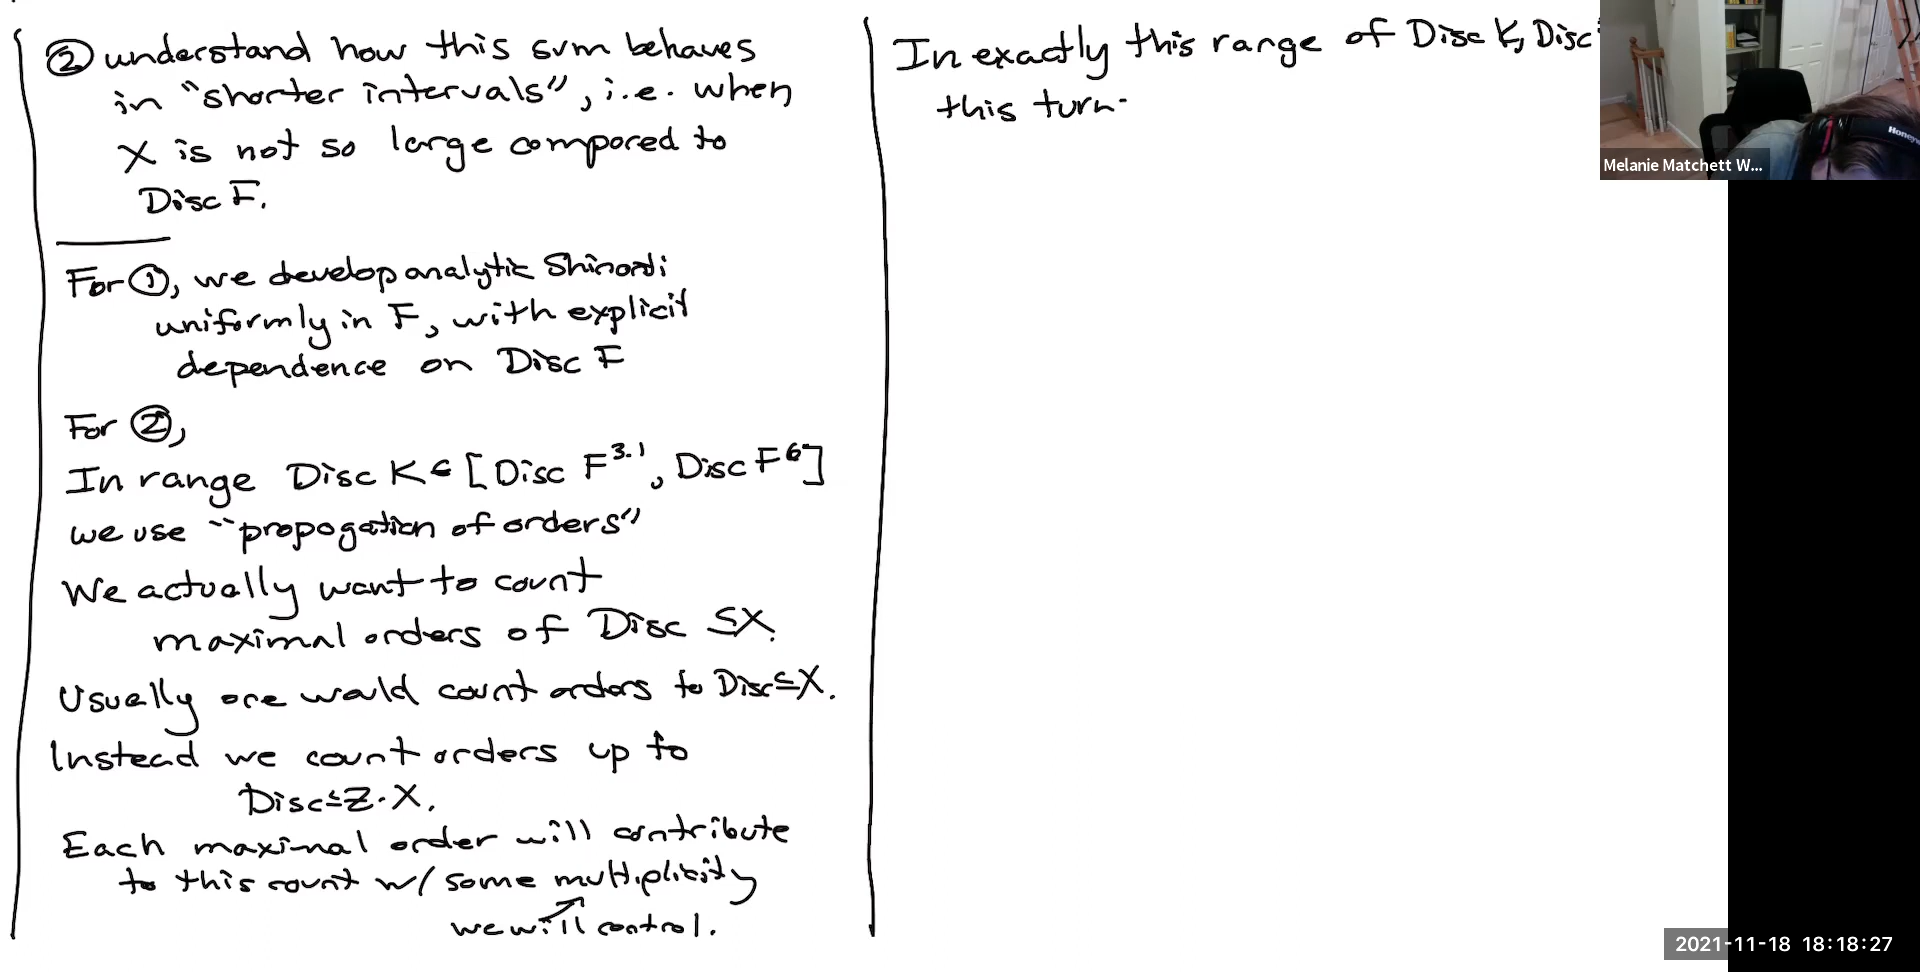 ② understand how this sum behaves
in "shorter intervals", i.e. when
X is not so large compared to
Disc F.
For ①, we develop analytic Shintani
uniformly in F, with explicit
dependence on Disc F
For ②,
In range Disc K ∈ [Disc F^3.1, Disc F^6]
we use "propogation of orders"
We actually want to count
maximal orders of Disc ≤X.
Usually one would count orders to Disc≤X.
Instead we count orders up to
Disc≤Z·X.
Each maximal order will contribute
to this count w/ some multiplicity
we will control.
In exactly this range of Disc K, Disc
this turn
Honeyw
Melanie Matchett W...
2021-11-18 18:18:27